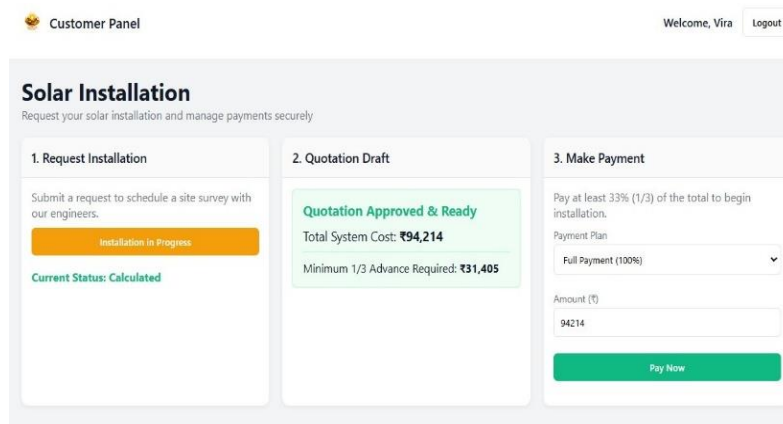 Customer Panel
Welcome, Vira
Logout
Solar Installation
Request your solar installation and manage payments securely
1. Request Installation
Submit a request to schedule a site survey with
our engineers.
Installation in Progress
Current Status: Calculated
2. Quotation Draft
Quotation Approved & Ready
Total System Cost: ₹94,214
Minimum 1/3 Advance Required: ₹31,405
3. Make Payment
Pay at least 33% (1/3) of the total to begin
installation.
Payment Plan
Full Payment (100%)
Amount (₹)
94214
Pay Now